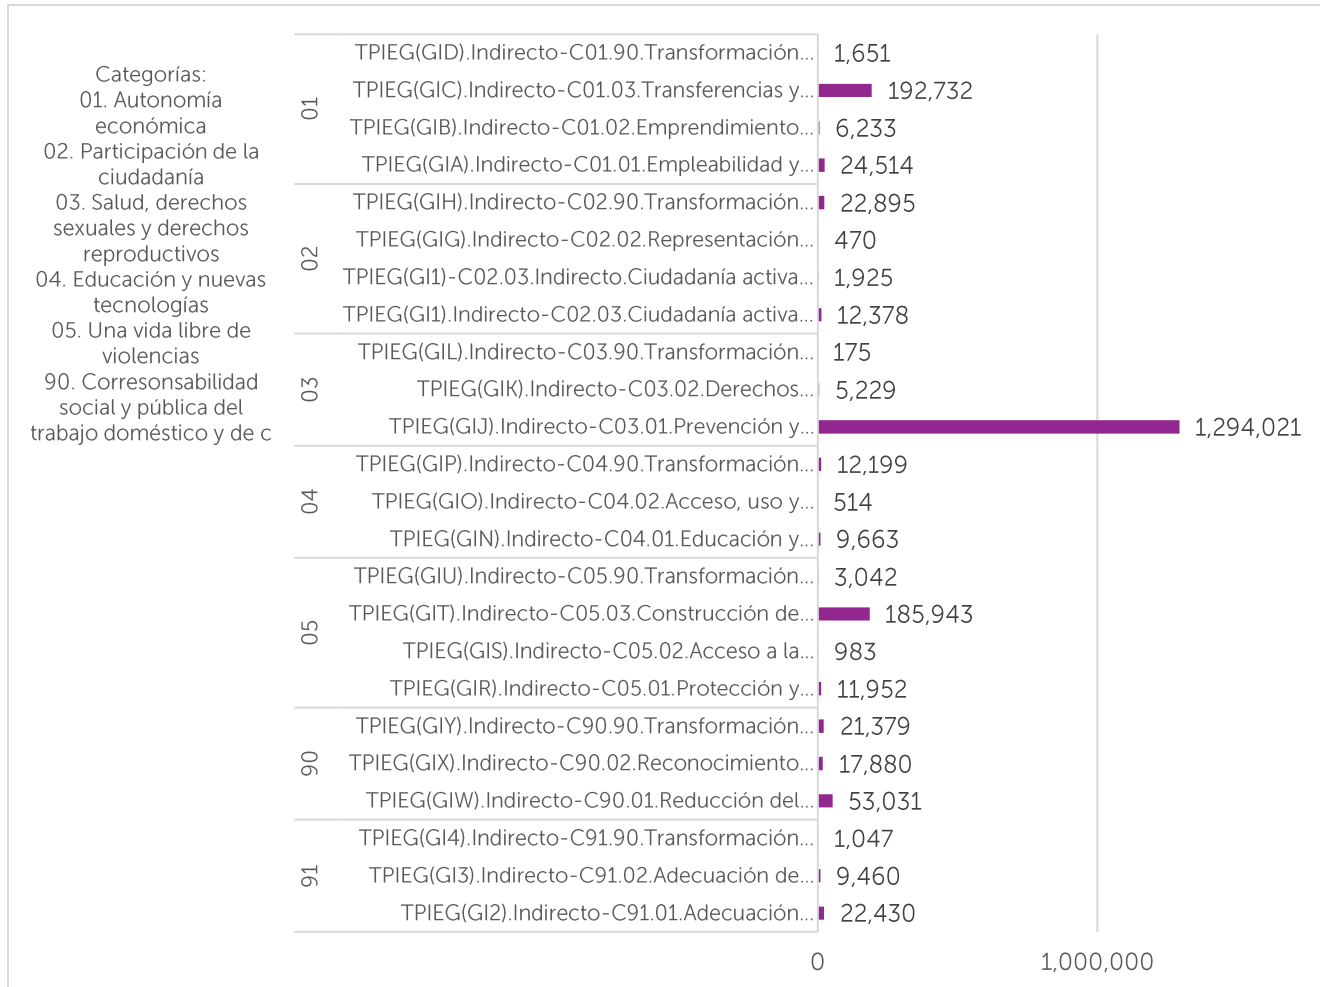 Categorías:
01. Autonomía
económica
02. Participación de la
ciudadanía
03. Salud, derechos
sexuales y derechos
reproductivos
04. Educación y nuevas
tecnologías
05. Una vida libre de
violencias
90. Corresonsabilidad
social y pública del
trabajo doméstico y de c
01
TPIEG(GID).Indirecto-C01.90.Transformación... 1,651
TPIEG(GIC).Indirecto-C01.03.Transferencias y... 192,732
TPIEG(GIB).Indirecto-C01.02.Emprendimiento... 6,233
TPIEG(GIA).Indirecto-C01.01.Empleabilidad y... 24,514
02
TPIEG(GIH).Indirecto-C02.90.Transformación... 22,895
TPIEG(GIG).Indirecto-C02.02.Representación... 470
TPIEG(GI1)-C02.03.Indirecto.Ciudadanía activa... 1,925
TPIEG(GI1).Indirecto-C02.03.Ciudadanía activa... 12,378
03
TPIEG(GIL).Indirecto-C03.90.Transformación... 175
TPIEG(GIK).Indirecto-C03.02.Derechos... 5,229
TPIEG(GIJ).Indirecto-C03.01.Prevención y... 1,294,021
04
TPIEG(GIP).Indirecto-C04.90.Transformación... 12,199
TPIEG(GIO).Indirecto-C04.02.Acceso, uso y... 514
TPIEG(GIN).Indirecto-C04.01.Educación y... 9,663
05
TPIEG(GIU).Indirecto-C05.90.Transformación... 3,042
TPIEG(GIT).Indirecto-C05.03.Construcción de... 185,943
TPIEG(GIS).Indirecto-C05.02.Acceso a la... 983
TPIEG(GIR).Indirecto-C05.01.Protección y... 11,952
90
TPIEG(GIY).Indirecto-C90.90.Transformación... 21,379
TPIEG(GIX).Indirecto-C90.02.Reconocimiento... 17,880
TPIEG(GIW).Indirecto-C90.01.Reducción del... 53,031
91
TPIEG(GI4).Indirecto-C91.90.Transformación... 1,047
TPIEG(GI3).Indirecto-C91.02.Adecuación de... 9,460
TPIEG(GI2).Indirecto-C91.01.Adecuación... 22,430
0 1,000,000